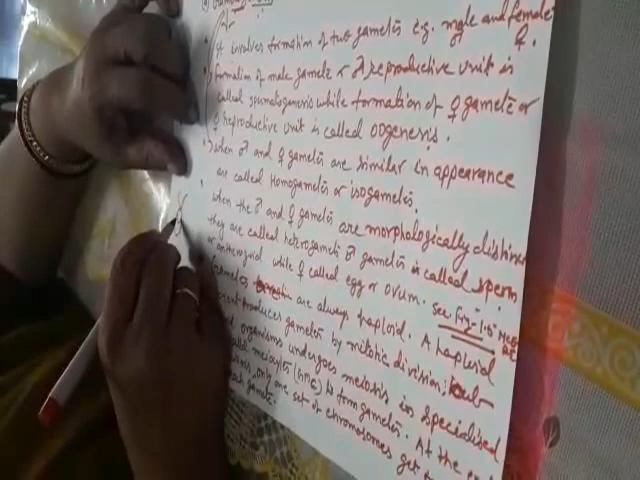 It involves formation of two gametes e.g. male and female ♀.
formation of male gamete or ♂ reproductive unit is
called spermatogenesis while formation of ♀ gamete or
♀ reproductive unit is called oogenesis.
when ♂ and ♀ gametes are similar in appearance
are called Homogametes or isogametes.
when the ♂ and ♀ gametes are morphologically distinct
they are called heterogametes ♂ gametes is called sperm
or antherozoid while ♀ called egg or ovum. See Fig 1.5
gametes are always haploid. A haploid
produces gametes by mitotic division;
organisms undergoes meiosis in specialised
meiocytes to form gametes. At the
only one set of chromosomes get
gamete.